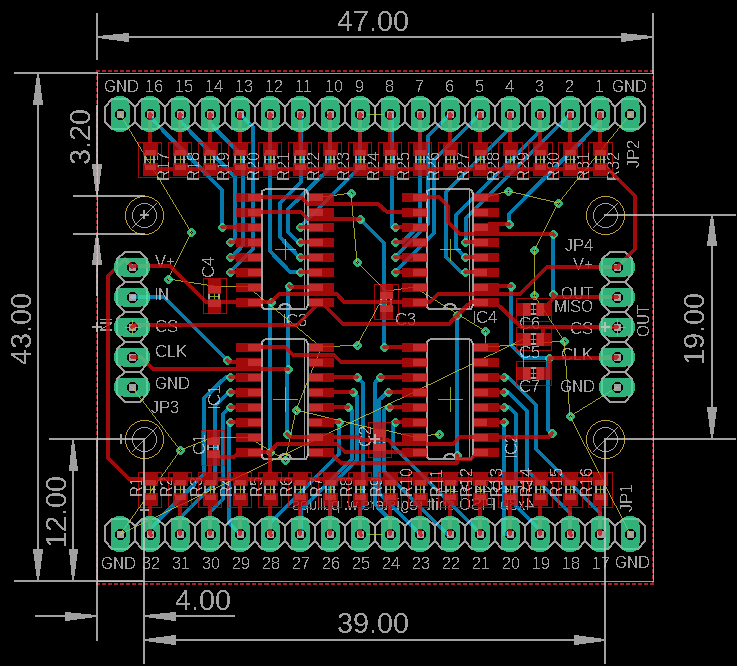 47.00
GND 16 15 14 13 12 11 10 9 8 7 6 5 4 3 2 1 GND
3.20
R17 R18 R19 R20 R21 R22 R23 R24 R25 R26 R27 R28 R29 R30 R31 R32
JP2
JP4
V+
V+
C4
IN
OUT
MISO
C3
IC4
C6
OUT
CS
CS
43.00
19.00
CLK
C5
CLK
GND
C7
GND
IC1
JP3
C1
C2
IC2
12.00
R1 R2 R3 R4 R5 R6 R7 R8 R9 R10 R11 R12 R13 R14 R15 R16
JP1
GND 32 31 30 29 28 27 26 25 24 23 22 21 20 19 18 17 GND
4.00
39.00